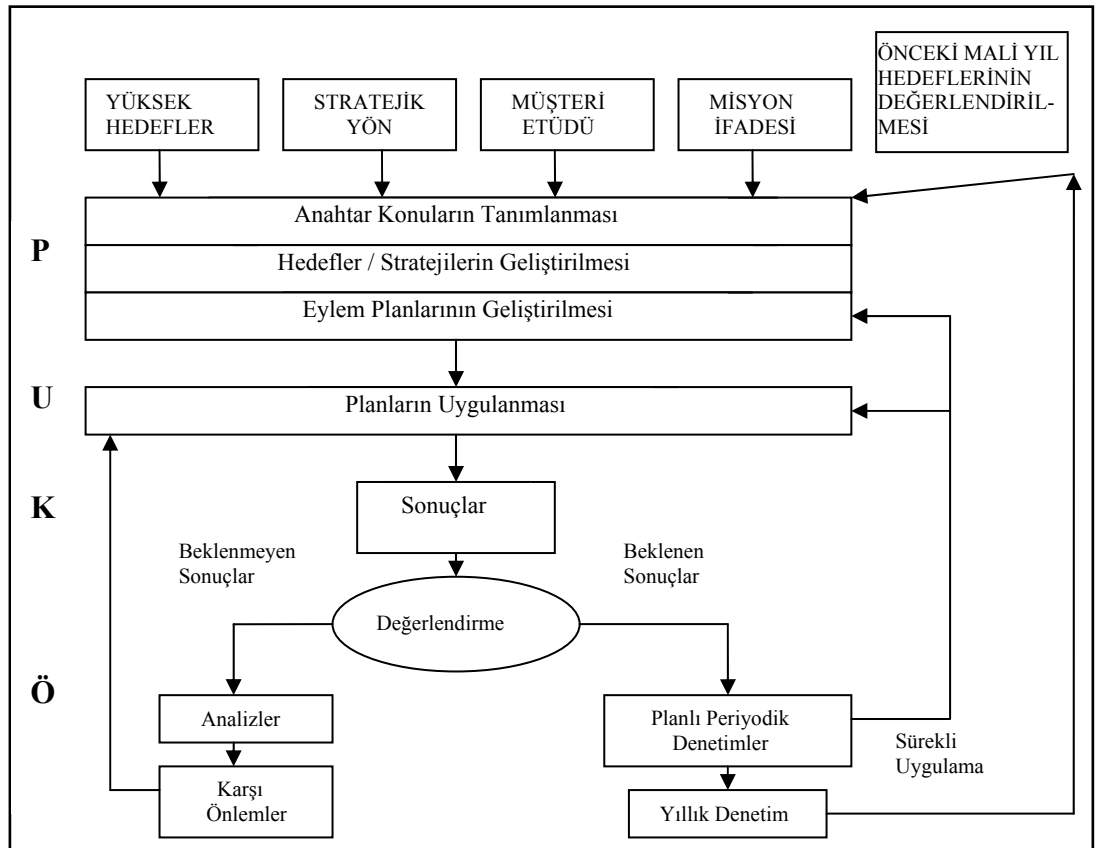 YÜKSEK
HEDEFLER
STRATEJİK
YÖN
MÜŞTERİ
ETÜDÜ
MİSYON
İFADESİ
ÖNCEKİ MALİ YIL
HEDEFLERİNİN
DEĞERLENDİRİL-
MESİ
P
Anahtar Konuların Tanımlanması
Hedefler / Stratejilerin Geliştirilmesi
Eylem Planlarının Geliştirilmesi
U
Planların Uygulanması
K
Sonuçlar
Beklenmeyen
Sonuçlar
Beklenen
Sonuçlar
Değerlendirme
Ö
Analizler
Planlı Periyodik
Denetimler
Sürekli
Uygulama
Karşı
Önlemler
Yıllık Denetim